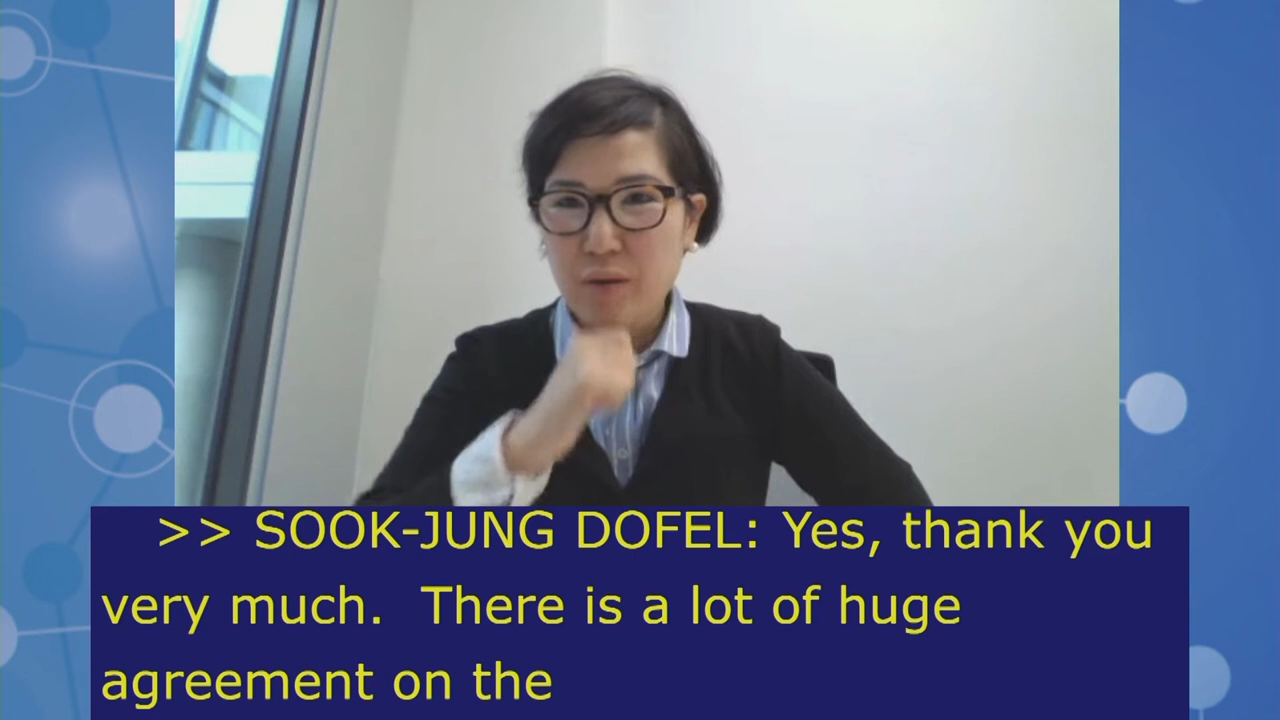 >> SOOK-JUNG DOFEL: Yes, thank you
very much.  There is a lot of huge
agreement on the